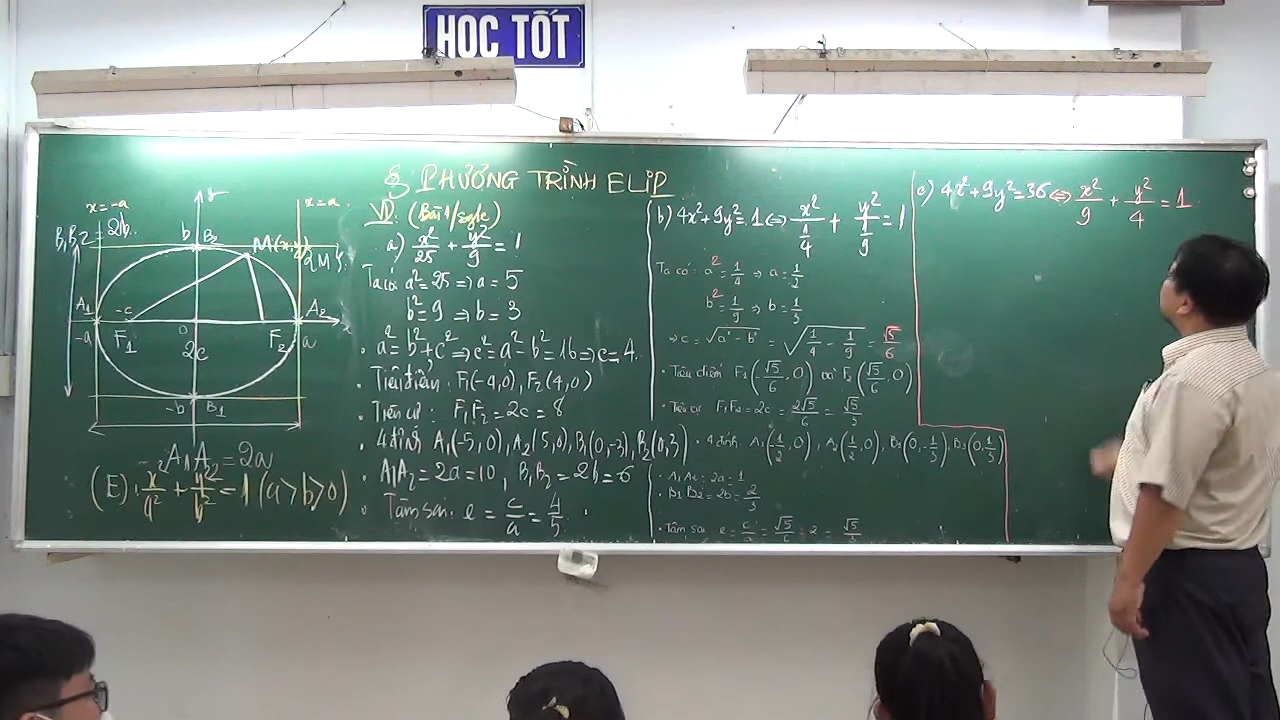 HỌC TỐT
§ PHƯƠNG TRÌNH ELIP
x=-a
x=a
y
B₁B₂=2b
b B₂
M(x;y)
A₁ -c O A₂ x
-a F₁ 2c F₂ a
-b B₁
A₁A₂=2a
(E): x²/a² + y²/b² = 1 (a>b>0)
VD: (Bài 1/sgk)
a) x²/25 + y²/9 = 1
Ta có a²=25 ⇒ a = 5
b²=9 ⇒ b = 3
• a²=b²+c² ⇒ c²=a²-b²=16 ⇒ c=4.
• Tiêu điểm: F₁(-4,0), F₂(4,0)
• Tiêu cự: F₁F₂=2c=8
• 4 đỉnh A₁(-5,0), A₂(5,0), B₁(0,-3), B₂(0,3)
• A₁A₂=2a=10, B₁B₂=2b=6
• Tâm sai: e = c/a = 4/5
b) 4x²+9y²=1 ⇔ x²/(1/4) + y²/(1/9) = 1
Ta có: a²=1/4 ⇒ a=1/2
b²=1/9 ⇒ b=1/3
⇒ c=√(a²-b²) = √(1/4 - 1/9) = √5/6
• Tiêu điểm F₁(√5/6, 0) và F₂(√5/6, 0)
• Tiêu cự F₁F₂=2c = 2√5/6 = √5/3
• 4 đỉnh A₁(-1/2, 0), A₂(1/2, 0), B₁(0, -1/3), B₂(0, 1/3)
• A₁A₂=2a=1
• B₁B₂=2b=2/3
• Tâm sai e = c/a = √5/6 · 2 = √5/3
c) 4x²+9y²=36 ⇔ x²/9 + y²/4 = 1